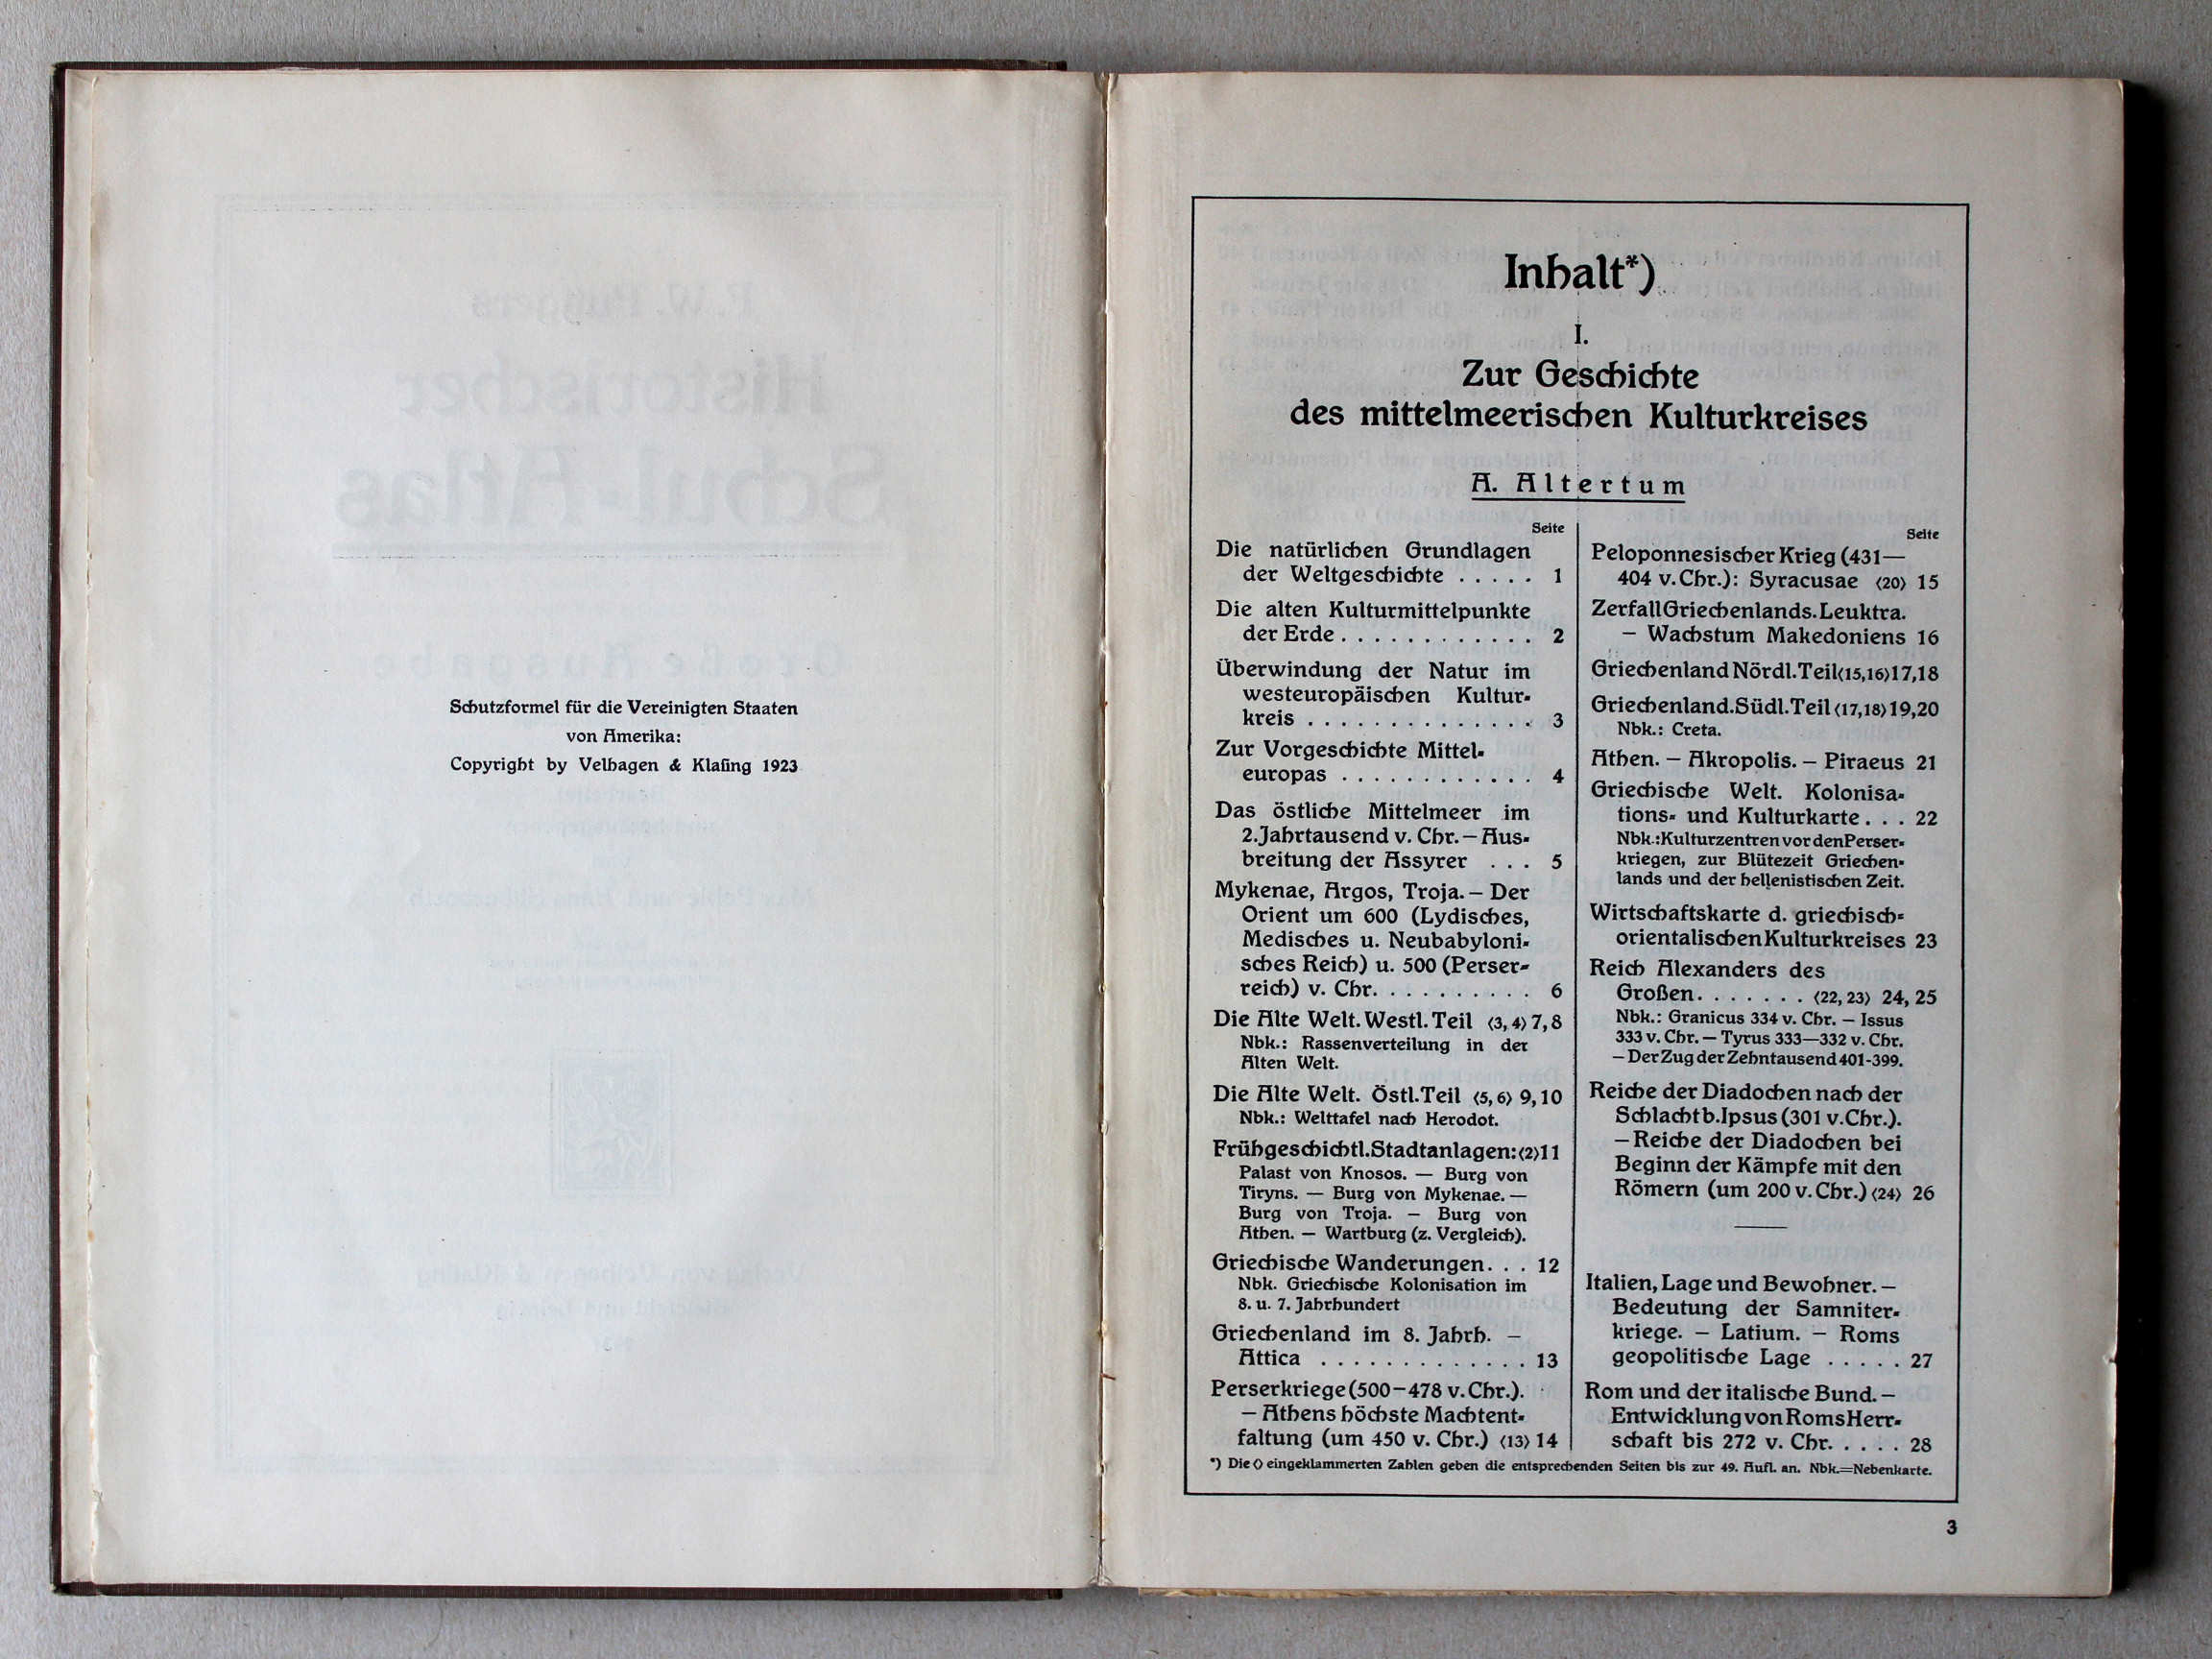 Schutzformel für die Vereinigten Staaten
von Amerika:
Copyright by Velhagen & Klasing 1923
Inhalt*)
I.
Zur Geschichte
des mittelmeerischen Kulturkreises
A. Altertum
Seite
Die natürlichen Grundlagen
der Weltgeschichte . . . . . 1
Die alten Kulturmittelpunkte
der Erde . . . . . . . . . . . . 2
Überwindung der Natur im
westeuropäischen Kultur-
kreis . . . . . . . . . . . . . . 3
Zur Vorgeschichte Mittel-
europas . . . . . . . . . . . . 4
Das östliche Mittelmeer im
2. Jahrtausend v. Chr. – Aus-
breitung der Assyrer . . . 5
Mykenae, Argos, Troja. – Der
Orient um 600 (Lydisches,
Medisches u. Neubabyloni-
sches Reich) u. 500 (Perser-
reich) v. Chr. . . . . . . . . . . 6
Die Alte Welt. Westl. Teil ⟨3, 4⟩ 7, 8
Nbk.: Rassenverteilung in der
Alten Welt.
Die Alte Welt. Östl. Teil ⟨5, 6⟩ 9, 10
Nbk.: Welttafel nach Herodot.
Frühgeschichtl. Stadtanlagen: ⟨2⟩ 11
Palast von Knosos. — Burg von
Tiryns. — Burg von Mykenae. —
Burg von Troja. – Burg von
Athen. — Wartburg (z. Vergleich).
Griechische Wanderungen. . . 12
Nbk. Griechische Kolonisation im
8. u. 7. Jahrhundert
Griechenland im 8. Jahrh. –
Attica . . . . . . . . . . . . . 13
Perserkriege (500–478 v. Chr.).
– Athens höchste Machtent-
faltung (um 450 v. Chr.) ⟨13⟩ 14
Seite
Peloponnesischer Krieg (431—
404 v. Chr.): Syracusae ⟨20⟩ 15
Zerfall Griechenlands. Leuktra.
– Wachstum Makedoniens 16
Griechenland Nördl. Teil ⟨15, 16⟩ 17, 18
Griechenland. Südl. Teil ⟨17, 18⟩ 19, 20
Nbk.: Creta.
Athen. – Akropolis. – Piraeus 21
Griechische Welt. Kolonisa-
tions- und Kulturkarte . . . 22
Nbk.: Kulturzentren vor den Perser-
kriegen, zur Blütezeit Griechen-
lands und der hellenistischen Zeit.
Wirtschaftskarte d. griechisch-
orientalischen Kulturkreises 23
Reich Alexanders des
Großen. . . . . . . . ⟨22, 23⟩ 24, 25
Nbk.: Granicus 334 v. Chr. – Issus
333 v. Chr. – Tyrus 333—332 v. Chr.
– Der Zug der Zehntausend 401-399.
Reiche der Diadochen nach der
Schlacht b. Ipsus (301 v. Chr.).
– Reiche der Diadochen bei
Beginn der Kämpfe mit den
Römern (um 200 v. Chr.) ⟨24⟩ 26
Italien, Lage und Bewohner. –
Bedeutung der Samniter-
kriege. – Latium. – Roms
geopolitische Lage . . . . . 27
Rom und der italische Bund. –
Entwicklung von Roms Herr-
schaft bis 272 v. Chr. . . . . 28
*) Die ⟨⟩ eingeklammerten Zahlen geben die entsprechenden Seiten bis zur 49. Aufl. an. Nbk.=Nebenkarte.
3